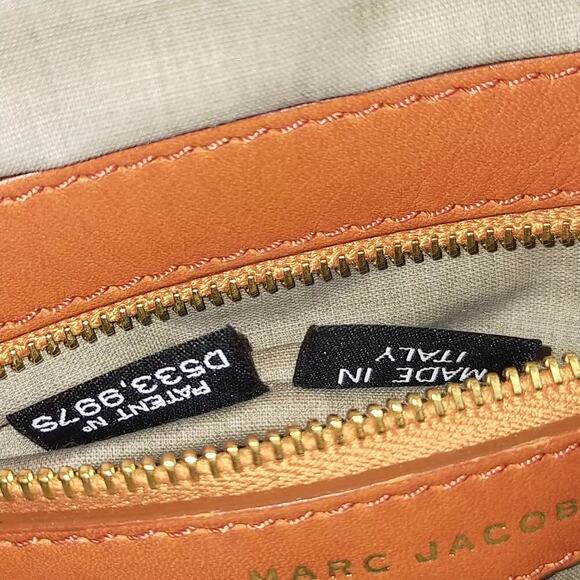 PATENT Nº
D533,997S
MADE IN
ITALY
MARC JACOB